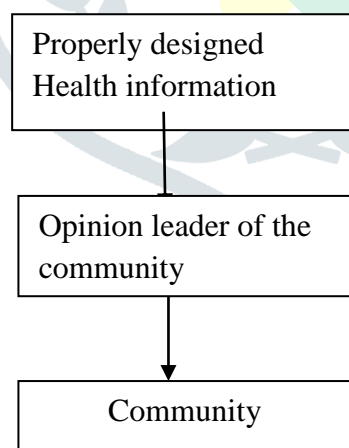 Properly designed
Health information
Opinion leader of the
community
Community